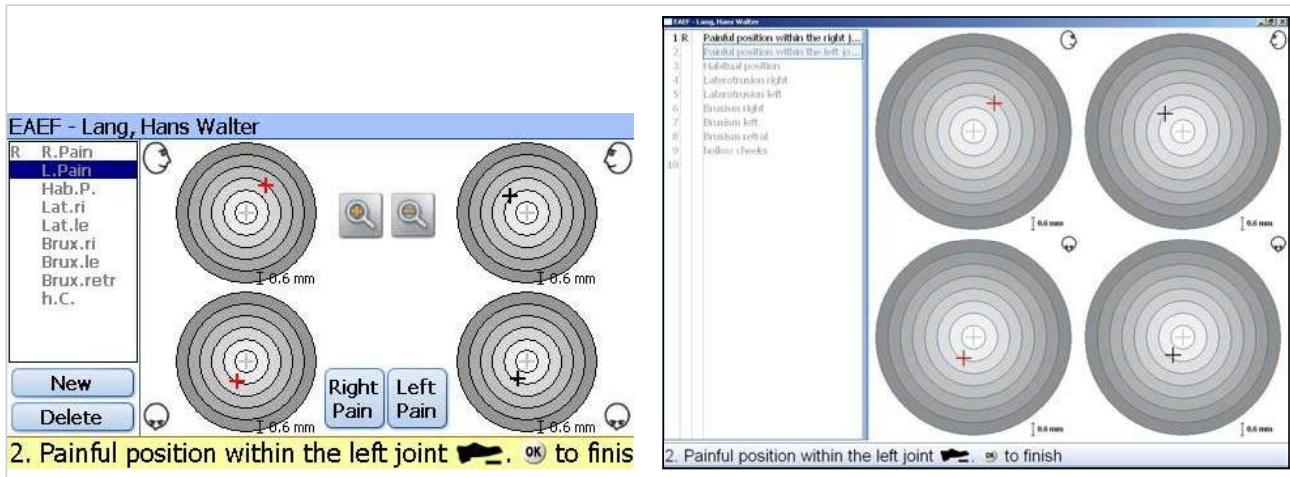 EAEF - Lang, Hans Walter
R R.Pain
L.Pain
Hab.P.
Lat.ri
Lat.le
Brux.ri
Brux.le
Brux.retr
h.C.
New
Delete
0.6 mm
0.6 mm
0.6 mm
0.6 mm
Right
Pain
Left
Pain
2. Painful position within the left joint . OK to finis
EAEF - Lang, Hans Walter
1 R Painful position within the right j...
2 Painful position within the left jo...
3 Habitual position
4 Laterotrusion right
5 Laterotrusion left
6 Bruxism right
7 Bruxism left
8 Bruxism retral
9 hollow cheeks
10
0.6 mm
0.6 mm
0.6 mm
0.6 mm
2. Painful position within the left joint . OK to finish